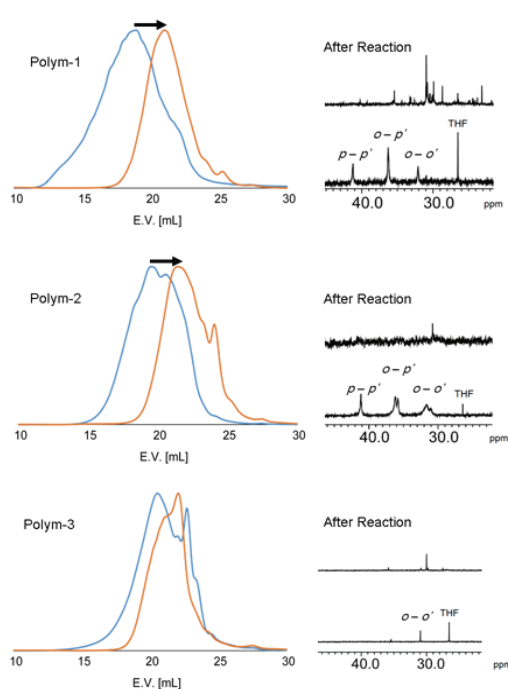 Polym-1
10 15 20 25 30
E.V. [mL]
After Reaction
THF
o – p'
p – p'
o – o'
40.0 30.0 ppm
Polym-2
10 15 20 25 30
E.V. [mL]
After Reaction
o – p'
p – p'
o – o'
THF
40.0 30.0 ppm
Polym-3
10 15 20 25 30
E.V. [mL]
After Reaction
o – o' THF
40.0 30.0 ppm